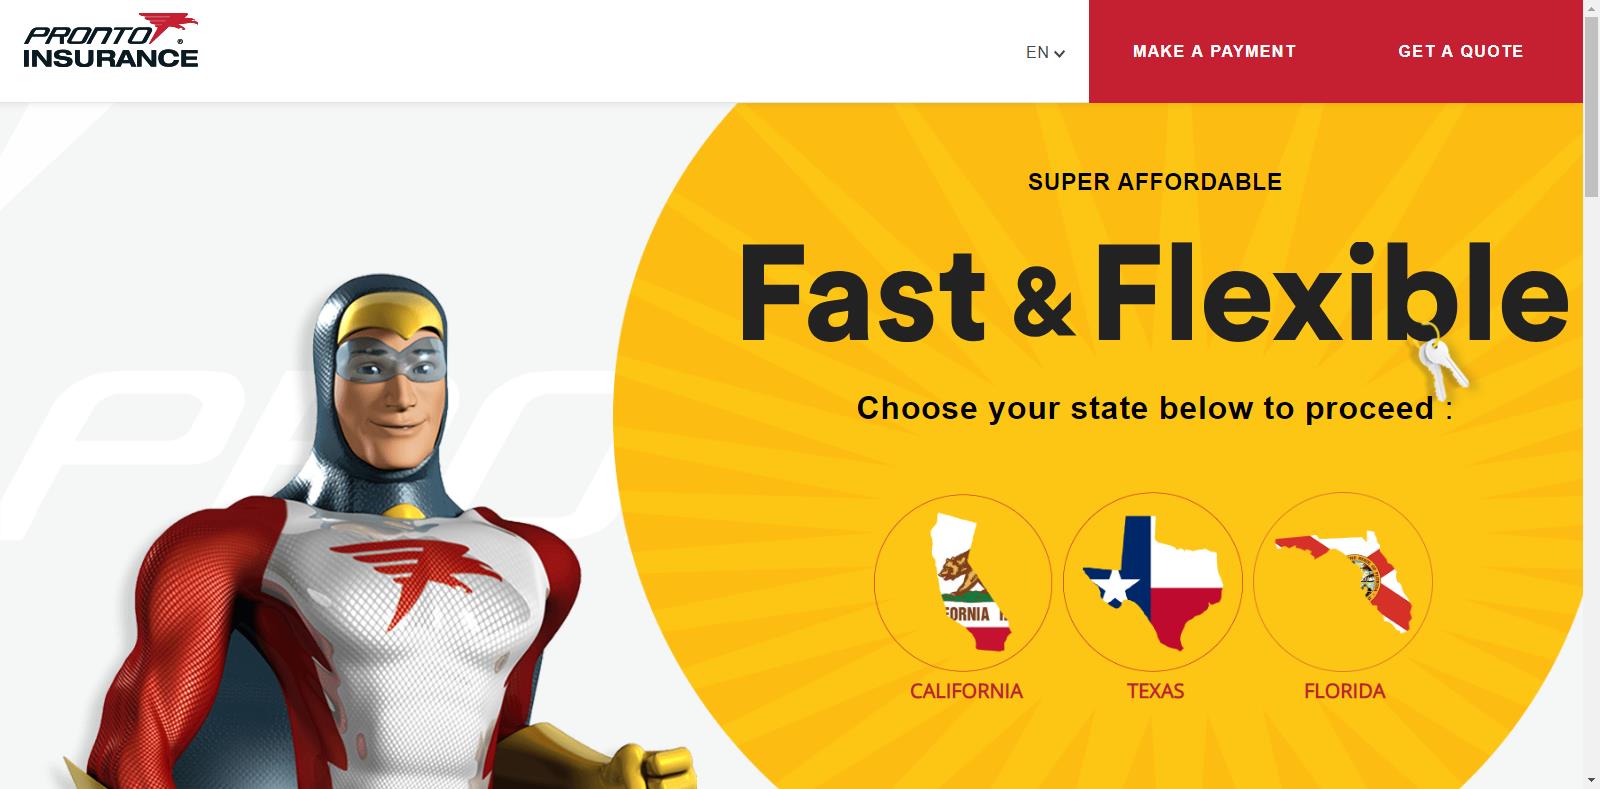 PRONTO
INSURANCE
EN
MAKE A PAYMENT
GET A QUOTE
SUPER AFFORDABLE
Fast & Flexible
Choose your state below to proceed :
CALIFORNIA
TEXAS
FLORIDA